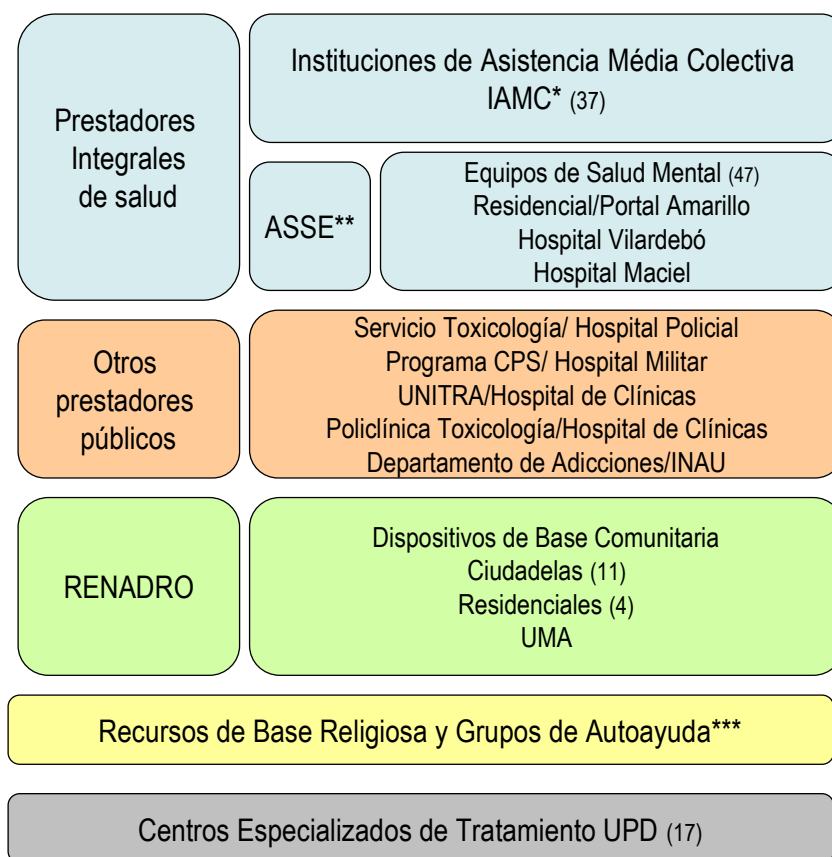 Prestadores
Integrales
de salud
Instituciones de Asistencia Média Colectiva
IAMC* (37)
ASSE**
Equipos de Salud Mental (47)
Residencial/Portal Amarillo
Hospital Vilardebó
Hospital Maciel
Otros
prestadores
públicos
Servicio Toxicología/ Hospital Policial
Programa CPS/ Hospital Militar
UNITRA/Hospital de Clínicas
Policlínica Toxicología/Hospital de Clínicas
Departamento de Adicciones/INAU
RENADRO
Dispositivos de Base Comunitaria
Ciudadelas (11)
Residenciales (4)
UMA
Recursos de Base Religiosa y Grupos de Autoayuda***
Centros Especializados de Tratamiento UPD (17)